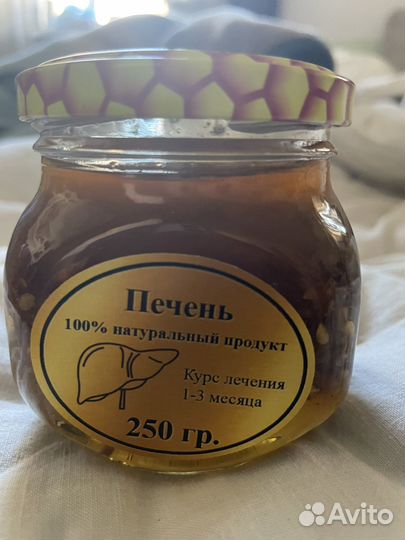 Печень
100% натуральный продукт
Курс лечения
1-3 месяца
250 гр.
Avito